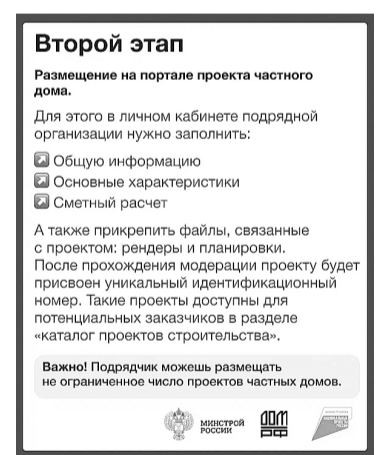 Второй этап
Размещение на портале проекта частного
дома.
Для этого в личном кабинете подрядной
организации нужно заполнить:
Общую информацию
Основные характеристики
Сметный расчет
А также прикрепить файлы, связанные
с проектом: рендеры и планировки.
После прохождения модерации проекту будет
присвоен уникальный идентификационный
номер. Такие проекты доступны для
потенциальных заказчиков в разделе
«каталог проектов строительства».
Важно! Подрядчик можешь размещать
не ограниченное число проектов частных домов.
МИНСТРОЙ
РОССИИ
ДОМ
РФ